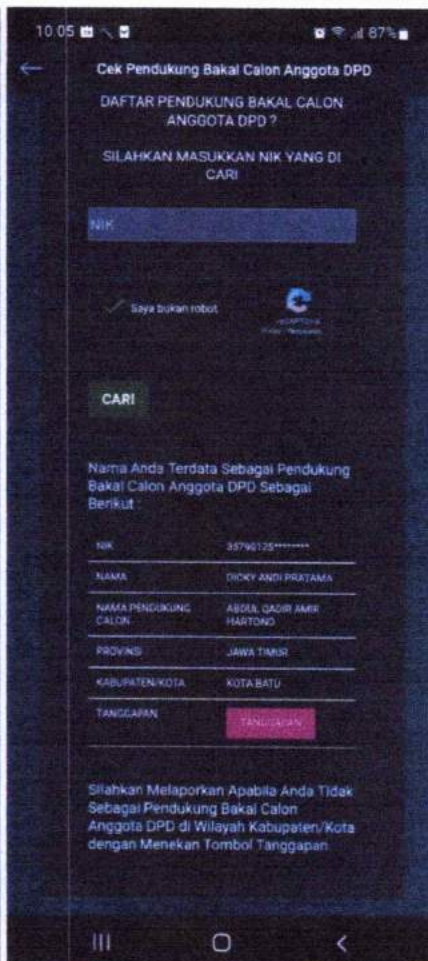 10.05
87%
Cek Pendukung Bakal Calon Anggota DPD
DAFTAR PENDUKUNG BAKAL CALON
ANGGOTA DPD ?
SILAHKAN MASUKKAN NIK YANG DI
CARI
NIK
Saya bukan robot
reCAPTCHA
CARI
Nama Anda Terdata Sebagai Pendukung
Bakal Calon Anggota DPD Sebagai
Berikut :
NIK 35790125********
NAMA DICKY ANDI PRATAMA
NAMA PENDUKUNG ABDUL QADIR AMIR
CALON HARTONO
PROVINSI JAWA TIMUR
KABUPATEN/KOTA KOTA BATU
TANGGAPAN TANGGAPAN
Silahkan Melaporkan Apabila Anda Tidak
Sebagai Pendukung Bakal Calon
Anggota DPD di Wilayah Kabupaten/Kota
dengan Menekan Tombol Tanggapan